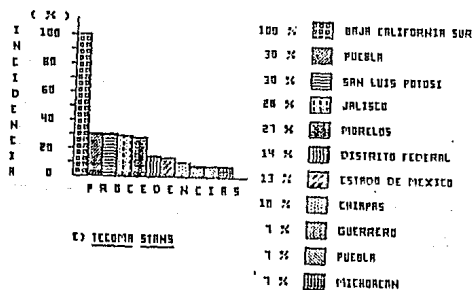 ( % )
INCIDENCIA
100
80
60
40
20
0
PROCEDENCIAS
C) TECOMA STANS
100 % BAJA CALIFORNIA SUR
30 % PUEBLA
30 % SAN LUIS POTOSI
28 % JALISCO
27 % MORELOS
14 % DISTRITO FEDERAL
13 % ESTADO DE MEXICO
10 % CHIAPAS
7 % GUERRERO
7 % PUEBLA
7 % MICHOACAN